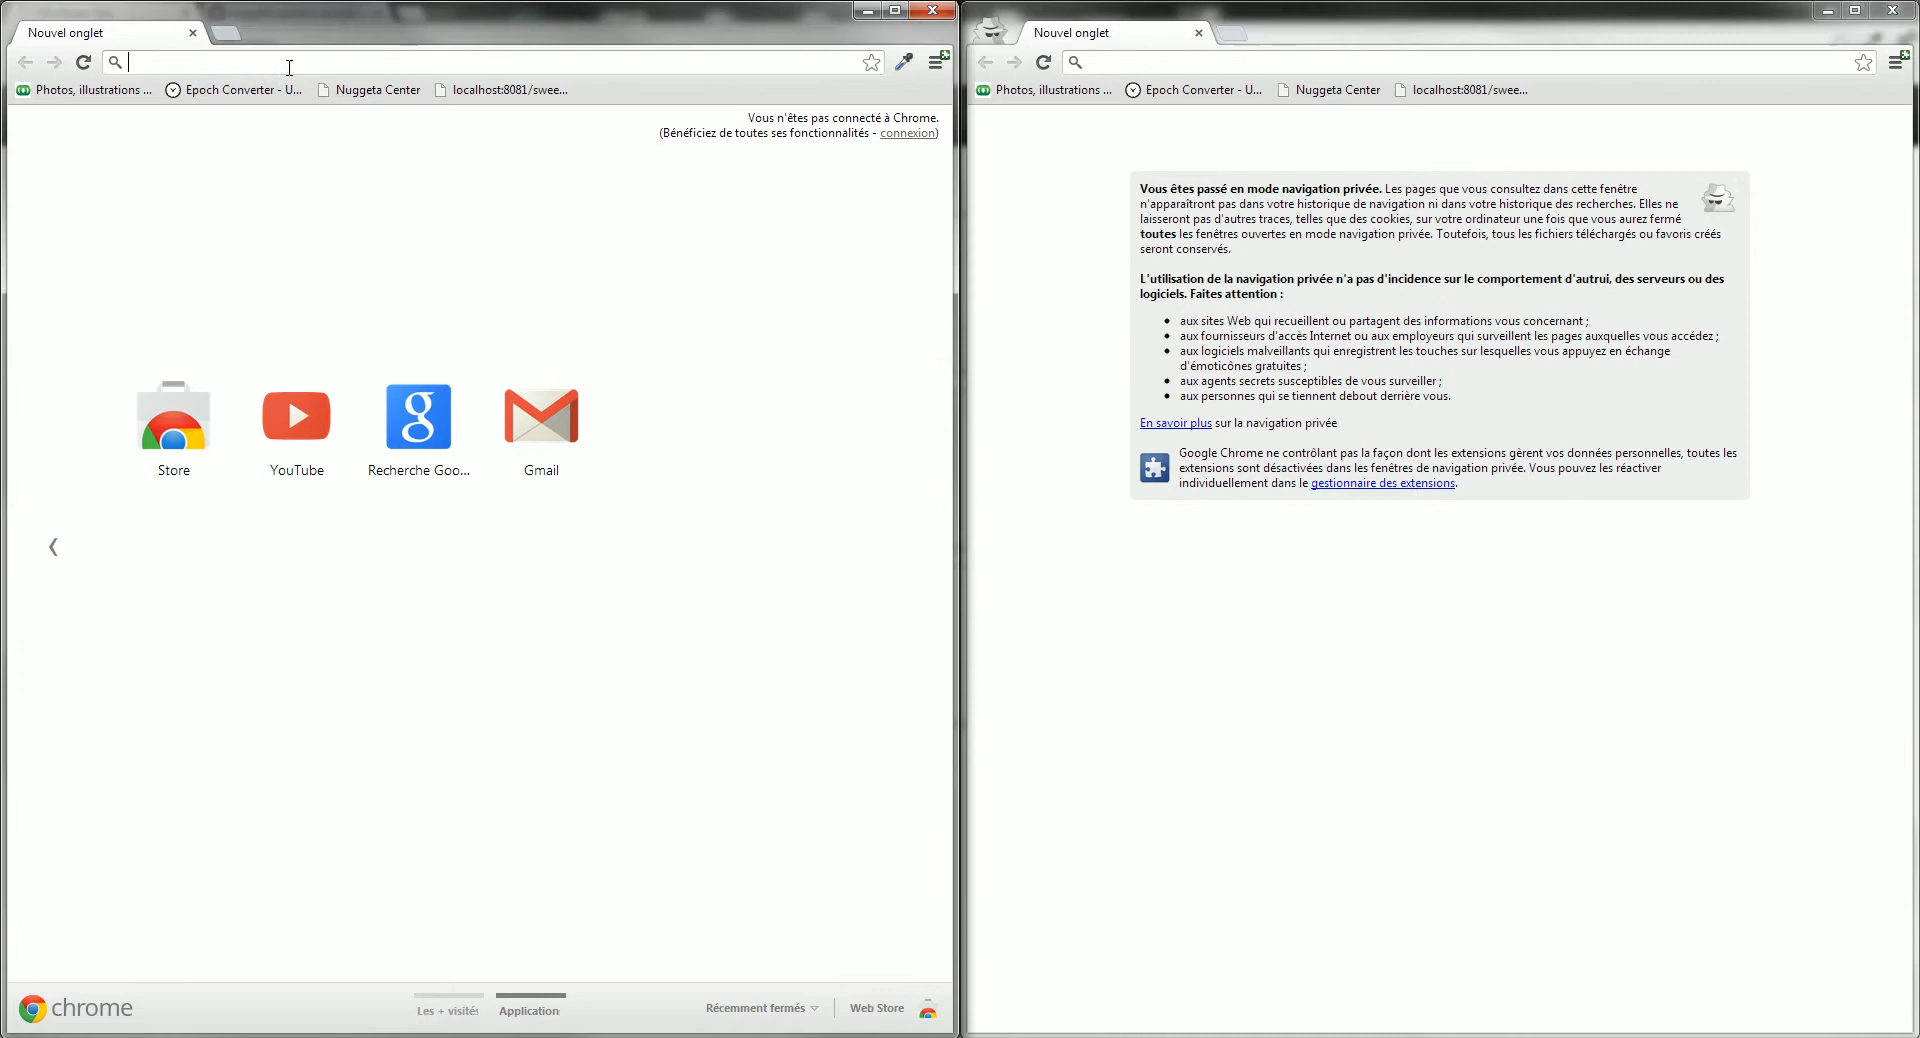 Nouvel onglet
Photos, illustrations ...
Epoch Converter - U...
Nuggeta Center
localhost:8081/swee...
Vous n'êtes pas connecté à Chrome.
(Bénéficiez de toutes ses fonctionnalités - connexion)
Store
YouTube
Recherche Goo...
Gmail
chrome
Les + visités
Application
Récemment fermés
Web Store
Nouvel onglet
Photos, illustrations ...
Epoch Converter - U...
Nuggeta Center
localhost:8081/swee...
Vous êtes passé en mode navigation privée. Les pages que vous consultez dans cette fenêtre
n'apparaîtront pas dans votre historique de navigation ni dans votre historique des recherches. Elles ne
laisseront pas d'autres traces, telles que des cookies, sur votre ordinateur une fois que vous aurez fermé
toutes les fenêtres ouvertes en mode navigation privée. Toutefois, tous les fichiers téléchargés ou favoris créés
seront conservés.
L'utilisation de la navigation privée n'a pas d'incidence sur le comportement d'autrui, des serveurs ou des
logiciels. Faites attention :
aux sites Web qui recueillent ou partagent des informations vous concernant ;
aux fournisseurs d'accès Internet ou aux employeurs qui surveillent les pages auxquelles vous accédez ;
aux logiciels malveillants qui enregistrent les touches sur lesquelles vous appuyez en échange
d'émoticônes gratuites ;
aux agents secrets susceptibles de vous surveiller ;
aux personnes qui se tiennent debout derrière vous.
En savoir plus sur la navigation privée
Google Chrome ne contrôlant pas la façon dont les extensions gèrent vos données personnelles, toutes les
extensions sont désactivées dans les fenêtres de navigation privée. Vous pouvez les réactiver
individuellement dans le gestionnaire des extensions.